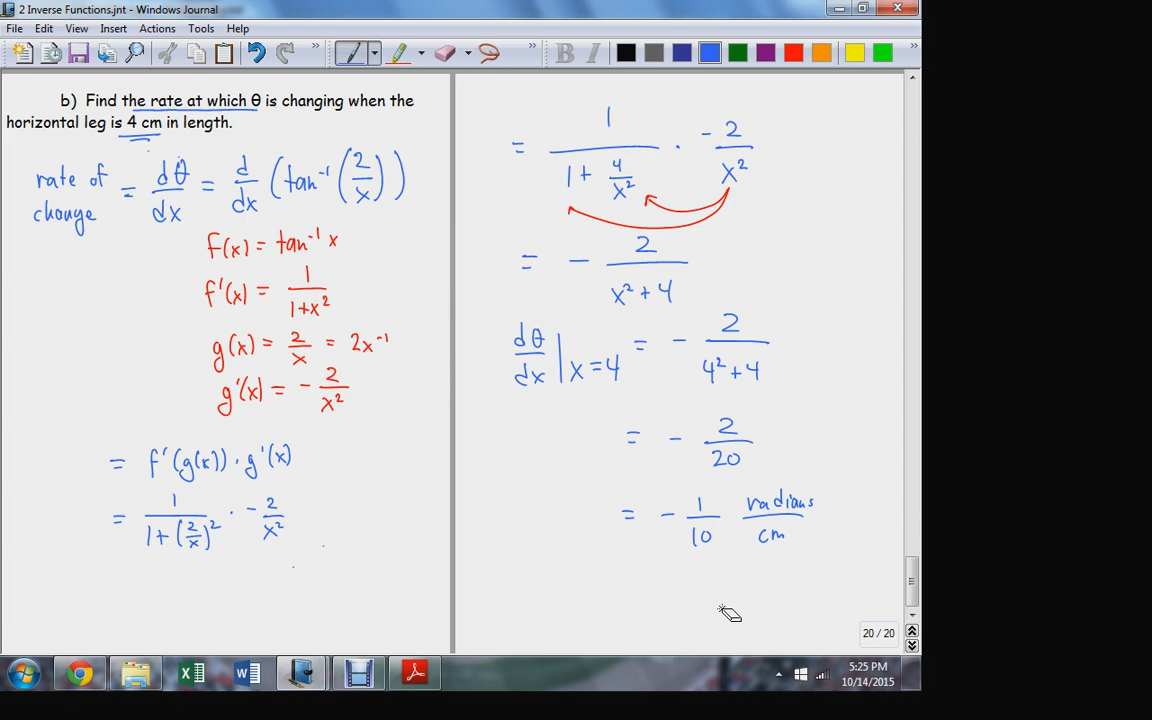 2 Inverse Functions.jnt - Windows Journal
File Edit View Insert Actions Tools Help
B I
b) Find the rate at which θ is changing when the
horizontal leg is 4 cm in length.
rate of change = dθ/dx = d/dx (tan⁻¹(2/x))
f(x) = tan⁻¹ x
f'(x) = 1/(1+x²)
g(x) = 2/x = 2x⁻¹
g'(x) = - 2/x²
= f'(g(x)) · g'(x)
= 1/(1+(2/x)²) · - 2/x²
= 1/(1 + 4/x²) · - 2/x²
= - 2/(x² + 4)
dθ/dx | x = 4 = - 2/(4² + 4)
= - 2/20
= - 1/10 radians/cm
20 / 20
5:25 PM
10/14/2015